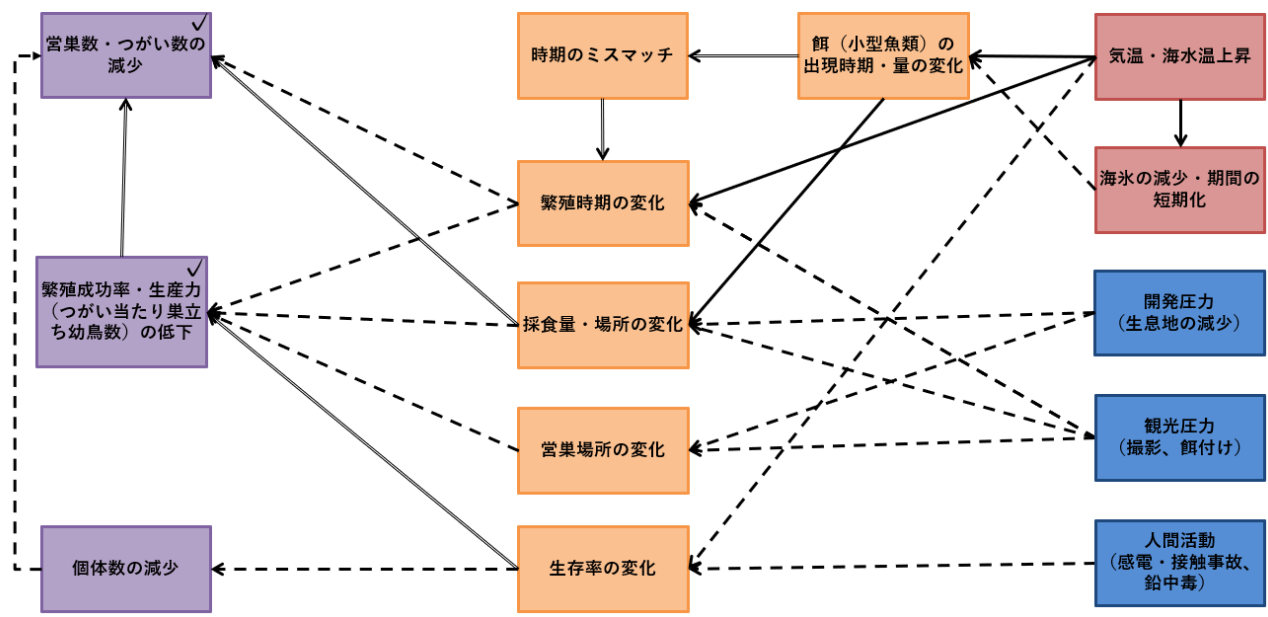 営巣数・つがい数の
減少
時期のミスマッチ
餌（小型魚類）の
出現時期・量の変化
気温・海水温上昇
繁殖時期の変化
海氷の減少・期間の
短期化
繁殖成功率・生産力
（つがい当たり巣立
ち幼鳥数）の低下
採食量・場所の変化
開発圧力
（生息地の減少）
営巣場所の変化
観光圧力
（撮影、餌付け）
個体数の減少
生存率の変化
人間活動
（感電・接触事故、
鉛中毒）